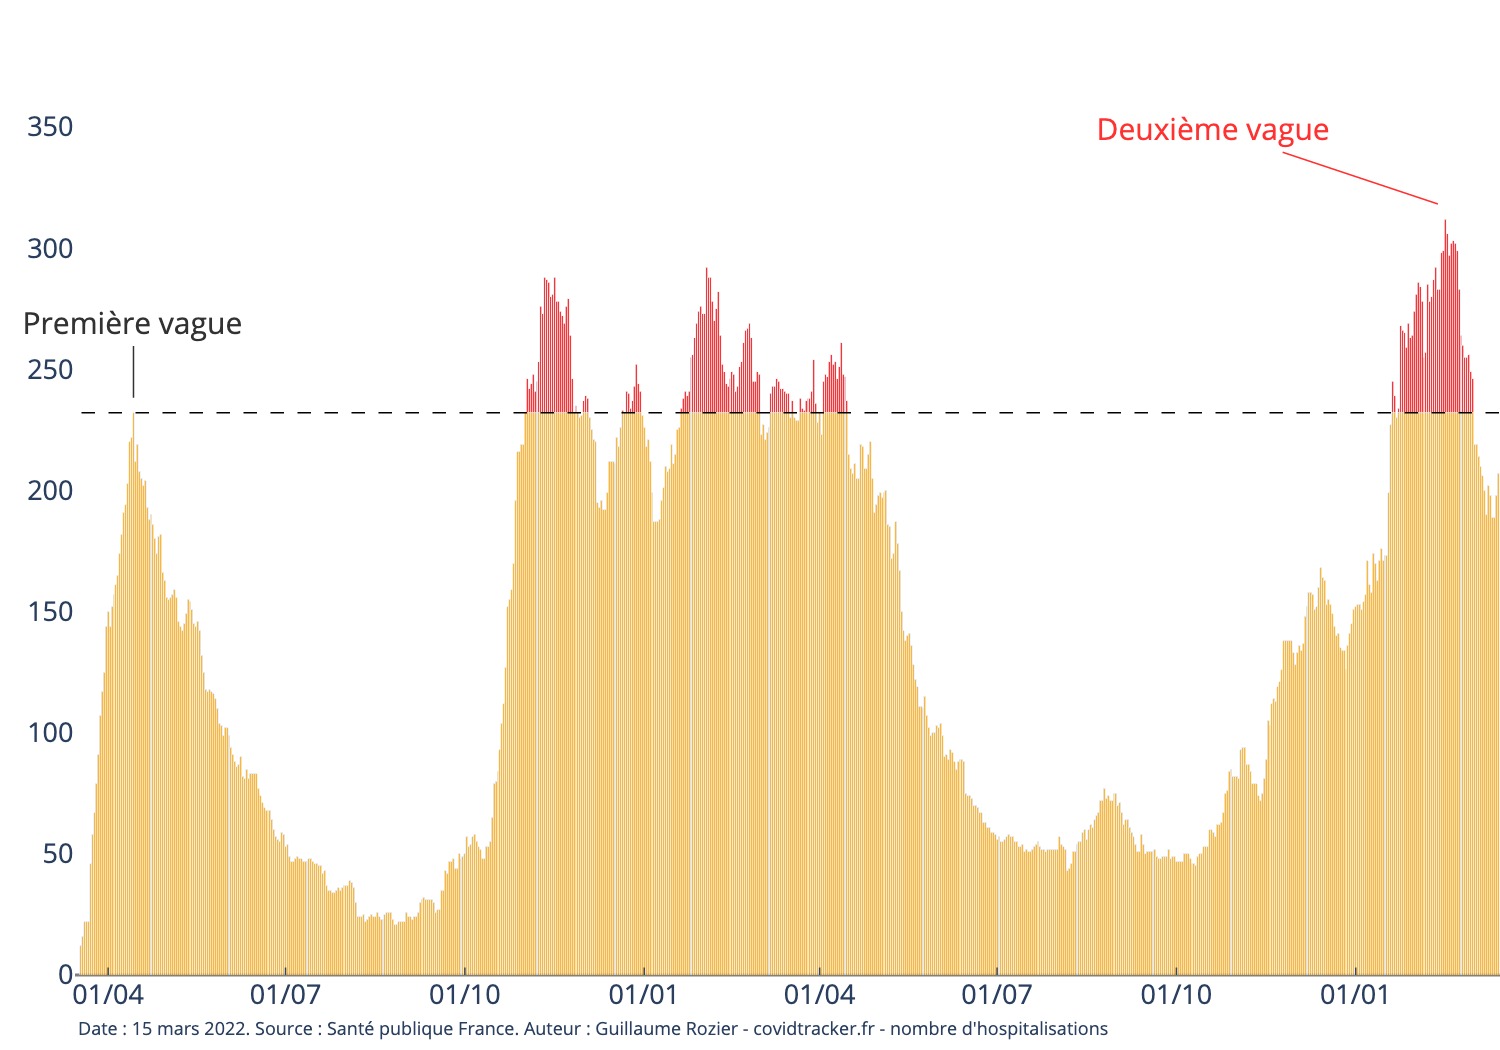 350
Deuxième vague
300
Première vague
250
200
150
100
50
0
01/04 01/07 01/10 01/01 01/04 01/07 01/10 01/01
Date : 15 mars 2022. Source : Santé publique France. Auteur : Guillaume Rozier - covidtracker.fr - nombre d'hospitalisations